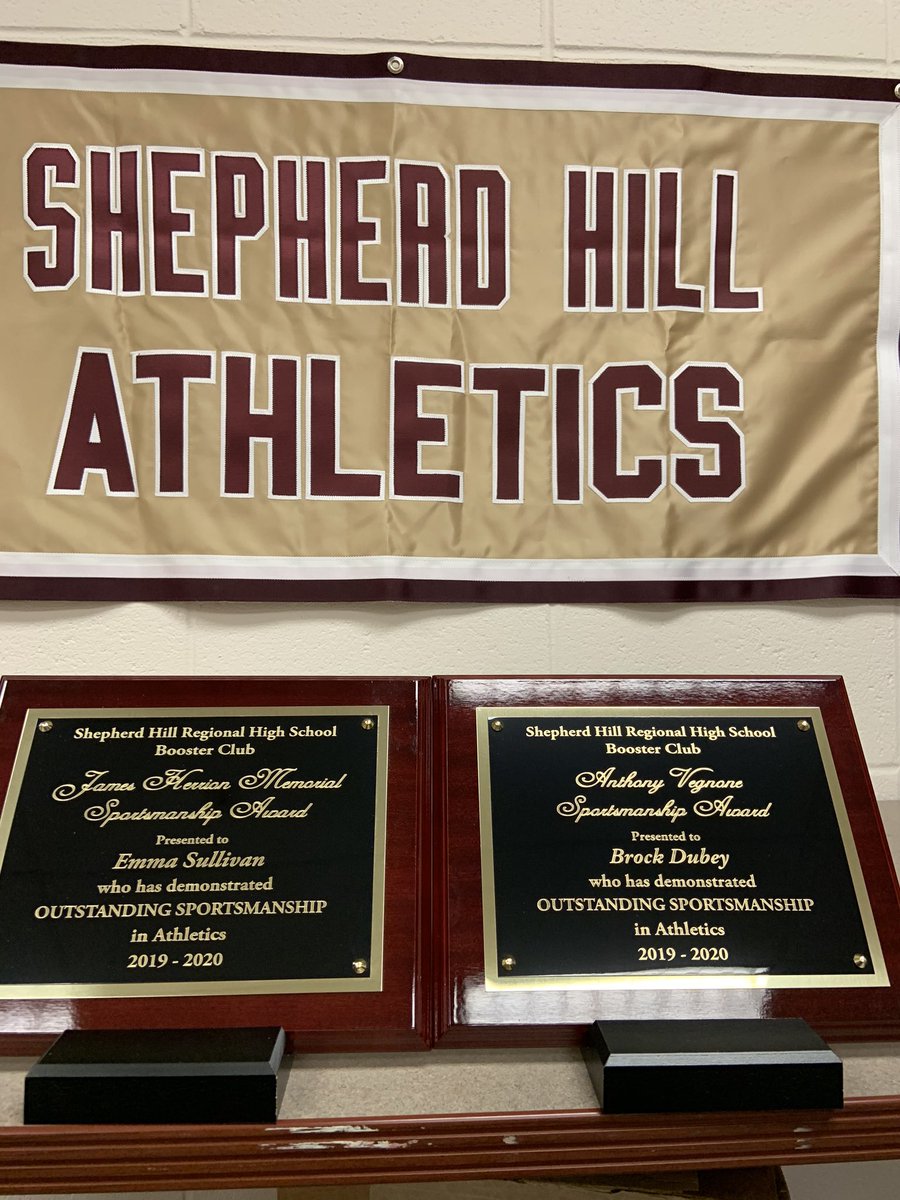 SHEPHERD HILL
ATHLETICS
Shepherd Hill Regional High School
Booster Club
James Herrion Memorial
Sportsmanship Award
Presented to
Emma Sullivan
who has demonstrated
OUTSTANDING SPORTSMANSHIP
in Athletics
2019 - 2020
Shepherd Hill Regional High School
Booster Club
Anthony Vegnone
Sportsmanship Award
Presented to
Brock Dubey
who has demonstrated
OUTSTANDING SPORTSMANSHIP
in Athletics
2019 - 2020